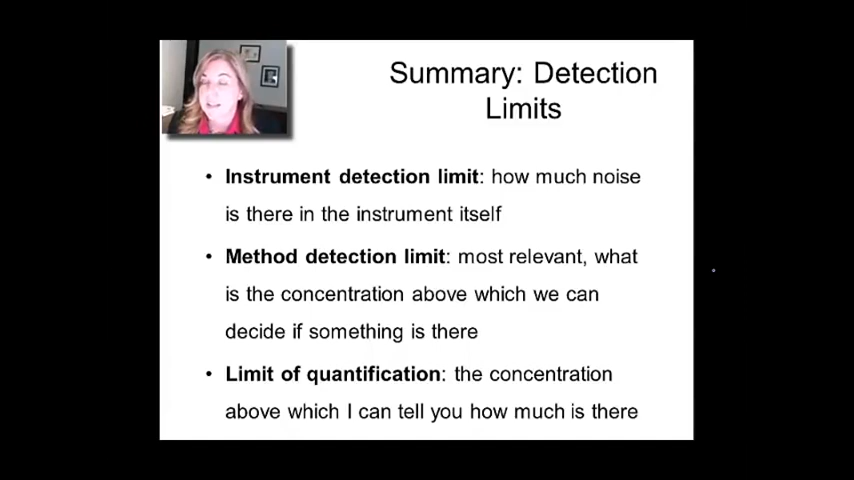 Summary: Detection
Limits
• Instrument detection limit: how much noise
is there in the instrument itself
• Method detection limit: most relevant, what
is the concentration above which we can
decide if something is there
• Limit of quantification: the concentration
above which I can tell you how much is there